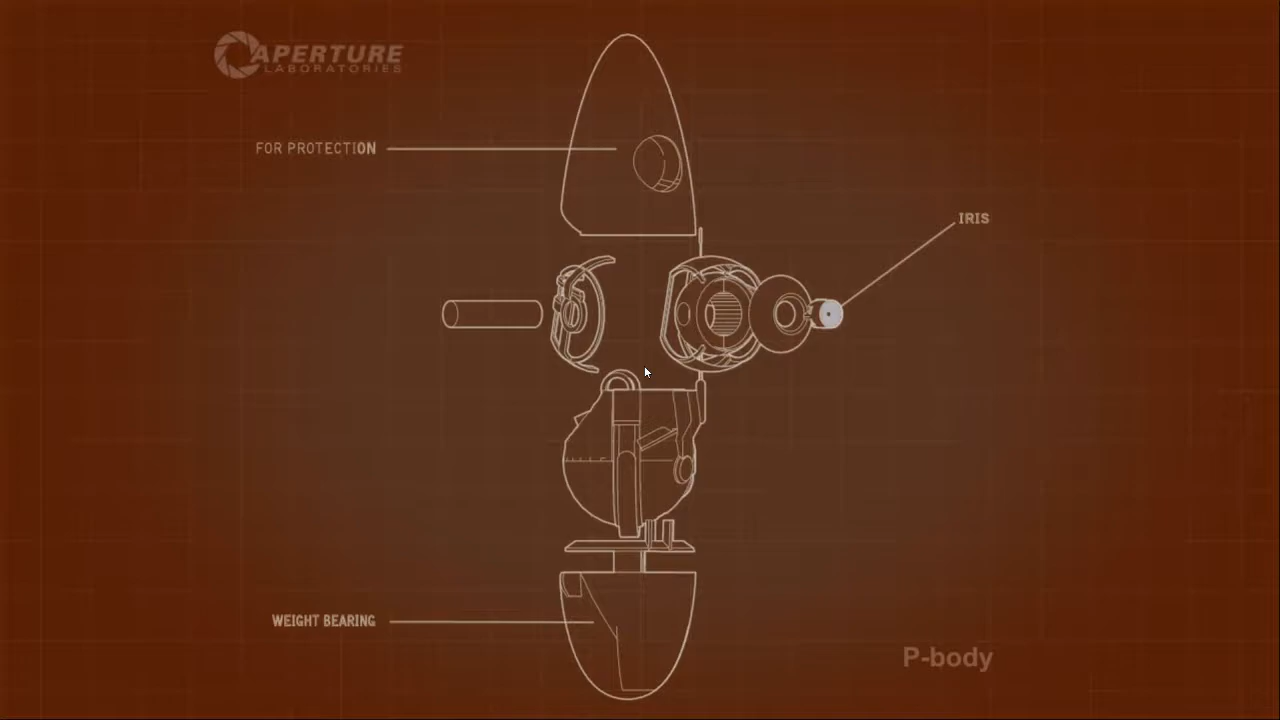 APERTURE
LABORATORIES
FOR PROTECTION
IRIS
WEIGHT BEARING
P-body